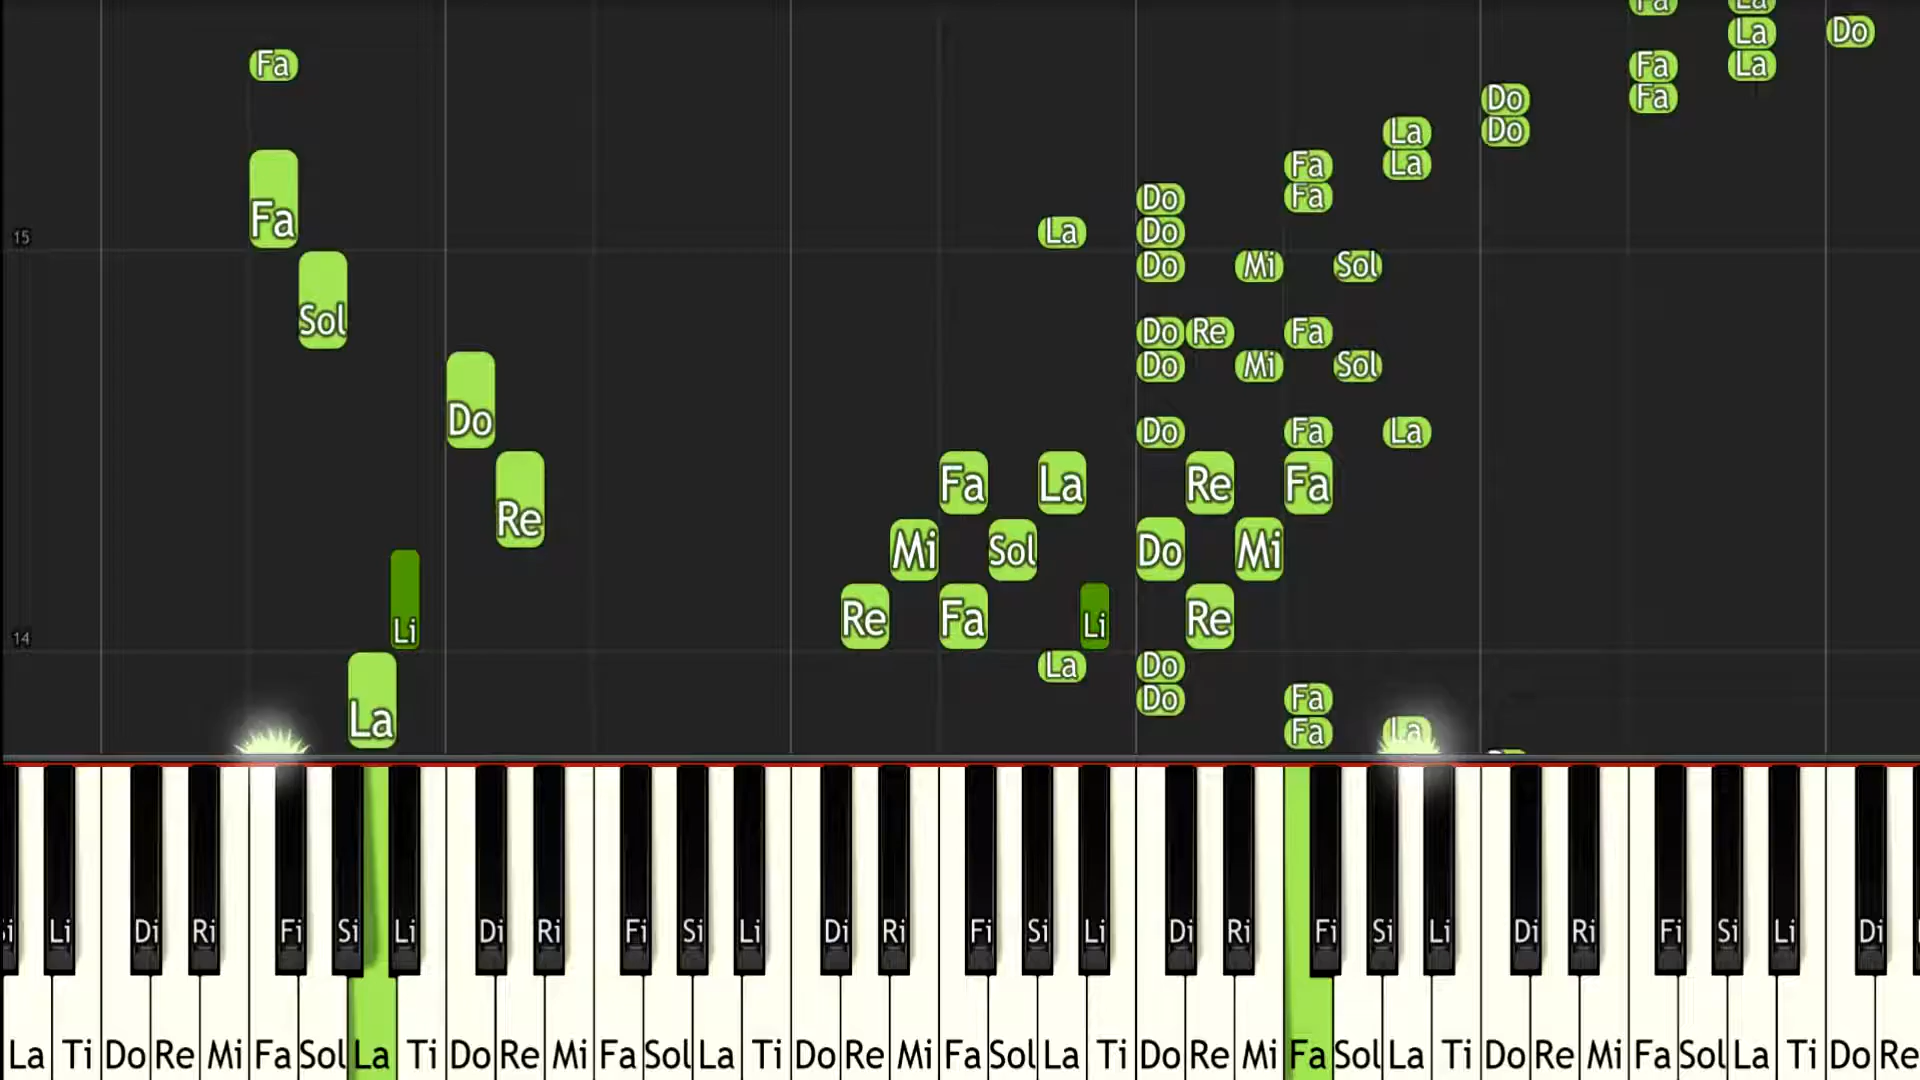 Fa La
La Do
Fa Fa La
Do Fa
La Do
Fa La
Do Fa
15 La Do
Do Mi Sol
Fa
Sol Do Re Fa
Do Mi Sol
Do Do Fa La
Fa La Re Fa
Re
Mi Sol Do Mi
14 Li Re Fa Li Re
La Do
La Do Fa
Fa La
Li Di Ri Fi Si Li Di Ri Fi Si Li Di Ri Fi Si Li Di Ri Fi Si Li Di Ri Fi Si Li Di
La Ti Do Re Mi Fa Sol La Ti Do Re Mi Fa Sol La Ti Do Re Mi Fa Sol La Ti Do Re Mi Fa Sol La Ti Do Re Mi Fa Sol La Ti Do Re